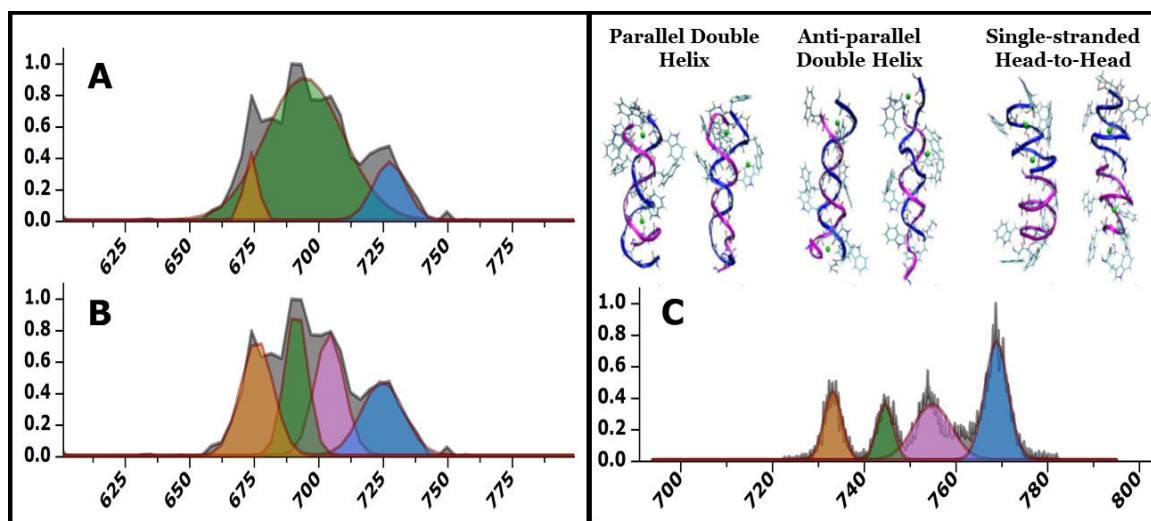 A
1.0
0.8
0.6
0.4
0.2
0.0
625 650 675 700 725 750 775
B
1.0
0.8
0.6
0.4
0.2
0.0
625 650 675 700 725 750 775
Parallel Double
Helix
Anti-parallel
Double Helix
Single-stranded
Head-to-Head
C
1.0
0.8
0.6
0.4
0.2
0.0
700 720 740 760 780 800